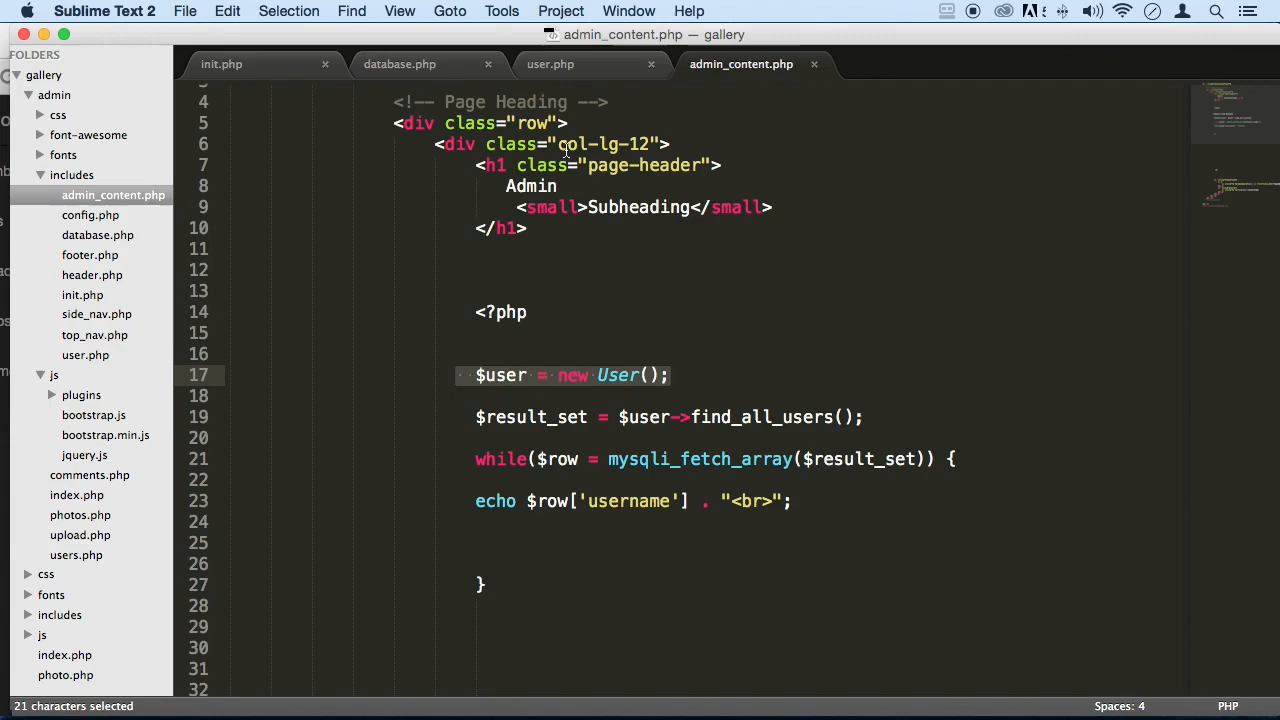 Sublime Text 2 File Edit Selection Find View Goto Tools Project Window Help
admin_content.php — gallery
FOLDERS
gallery
admin
css
font-awesome
fonts
includes
admin_content.php
config.php
database.php
footer.php
header.php
init.php
side_nav.php
top_nav.php
user.php
js
plugins
bootstrap.js
bootstrap.min.js
jquery.js
comments.php
index.php
photos.php
upload.php
users.php
css
fonts
includes
js
index.php
photo.php
init.php × database.php × user.php × admin_content.php ×
4 <!-- Page Heading -->
5 <div class="row">
6 <div class="col-lg-12">
7 <h1 class="page-header">
8 Admin
9 <small>Subheading</small>
10 </h1>
11
12
13
14 <?php
15
16
17 $user = new User();
18
19 $result_set = $user->find_all_users();
20
21 while($row = mysqli_fetch_array($result_set)) {
22
23 echo $row['username'] . "<br>";
24
25
26
27 }
28
29
30
31
32
21 characters selected Spaces: 4 PHP